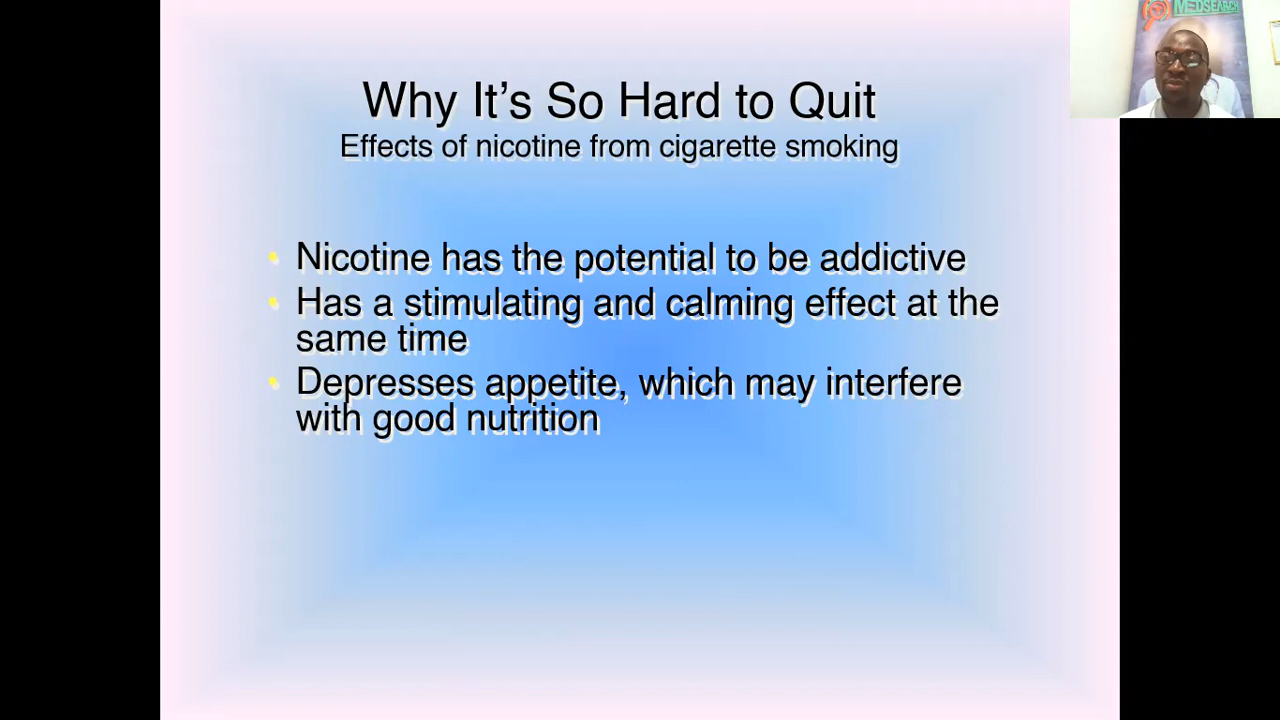 MEDSEARCH
Why It's So Hard to Quit
Effects of nicotine from cigarette smoking
• Nicotine has the potential to be addictive
• Has a stimulating and calming effect at the
same time
• Depresses appetite, which may interfere
with good nutrition